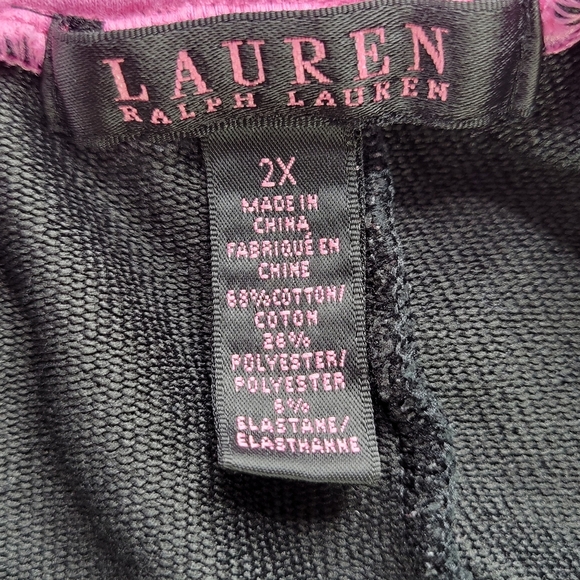 LAUREN
RALPH LAUREN
2X
MADE IN
CHINA
FABRIQUÉ EN
CHINE
68% COTTON/
COTON
26%
POLYESTER/
POLYESTER
6%
ELASTANE/
ELASTHANNE